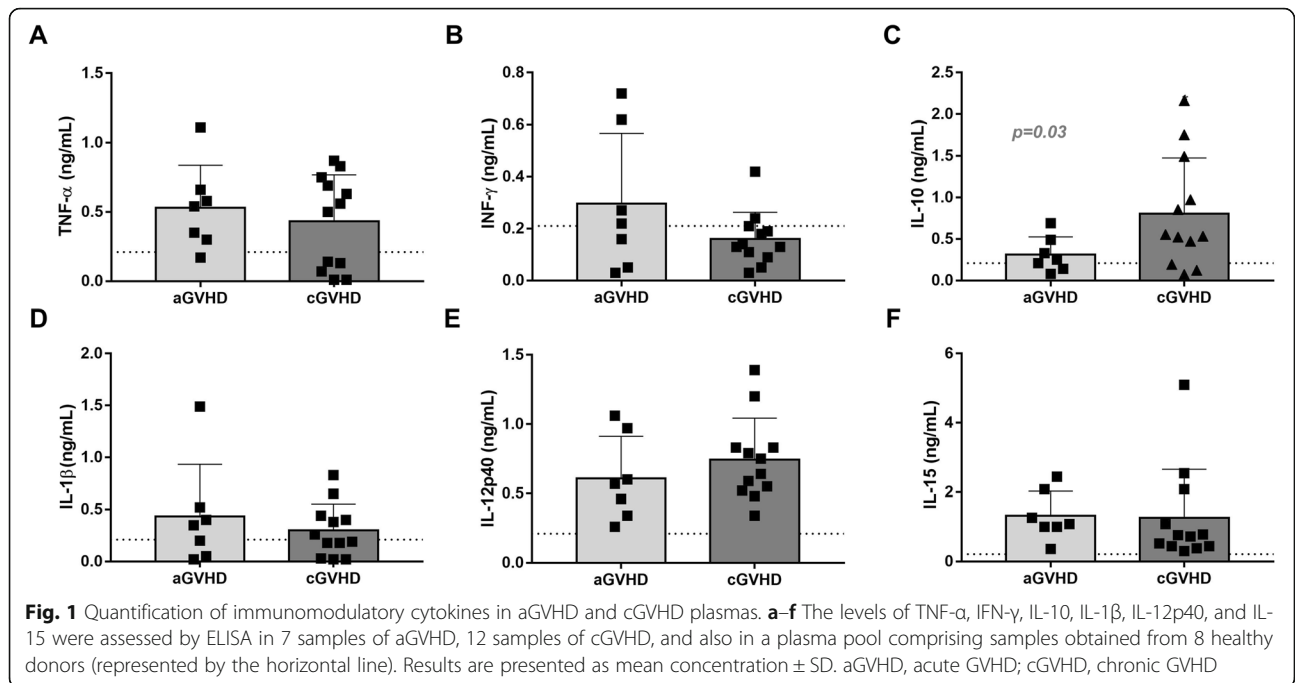 A
TNF-α (ng/mL)
1.5
1.0
0.5
0.0
aGVHD
cGVHD
B
INF-γ (ng/mL)
0.8
0.6
0.4
0.2
0.0
aGVHD
cGVHD
C
IL-10 (ng/mL)
2.5
2.0
1.5
1.0
0.5
0.0
p=0.03
aGVHD
cGVHD
D
IL-1β(ng/mL)
2.0
1.5
1.0
0.5
0.0
aGVHD
cGVHD
E
IL-12p40 (ng/mL)
1.5
1.0
0.5
0.0
aGVHD
cGVHD
F
IL-15 (ng/mL)
6
4
2
0
aGVHD
cGVHD
Fig. 1 Quantification of immunomodulatory cytokines in aGVHD and cGVHD plasmas. a–f The levels of TNF-α, IFN-γ, IL-10, IL-1β, IL-12p40, and IL-
15 were assessed by ELISA in 7 samples of aGVHD, 12 samples of cGVHD, and also in a plasma pool comprising samples obtained from 8 healthy
donors (represented by the horizontal line). Results are presented as mean concentration ± SD. aGVHD, acute GVHD; cGVHD, chronic GVHD